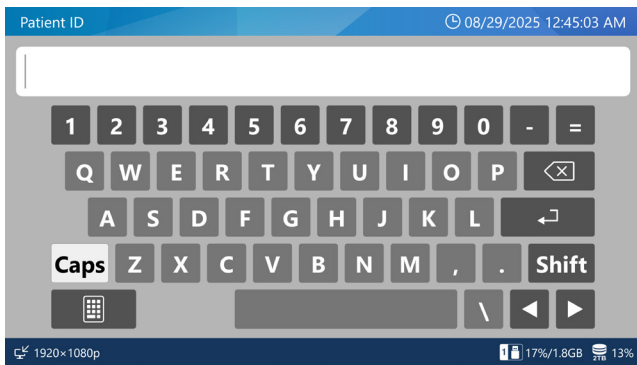 Patient ID 08/29/2025 12:45:03 AM
1 2 3 4 5 6 7 8 9 0 - =
Q W E R T Y U I O P
A S D F G H J K L
Caps Z X C V B N M , . Shift
\
1920×1080p 1 17%/1.8GB 2TB 13%